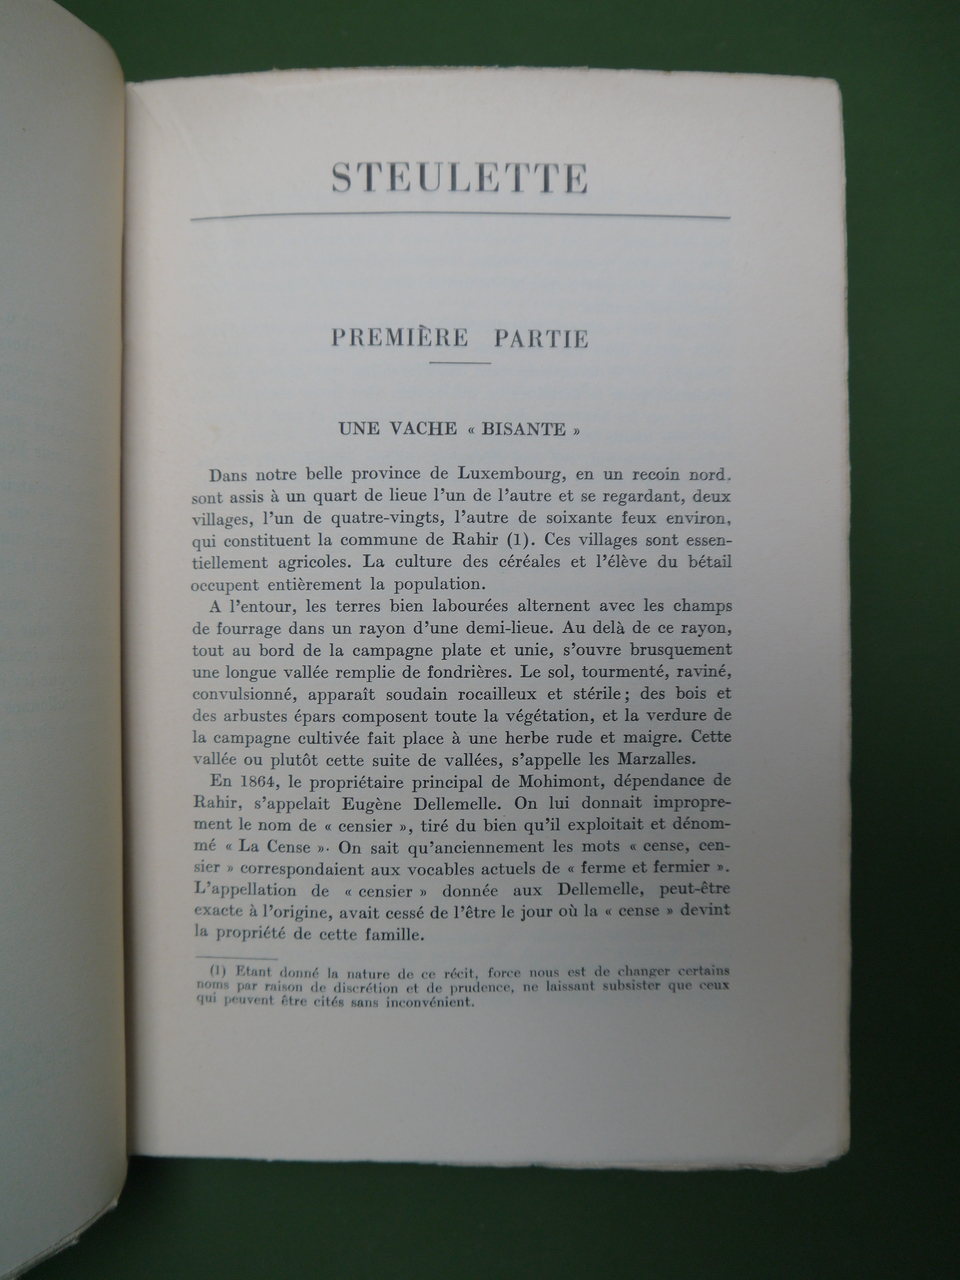 STEULETTE
PREMIÈRE PARTIE
UNE VACHE « BISANTE »
Dans notre belle province de Luxembourg, en un recoin nord,
sont assis à un quart de lieue l'un de l'autre et se regardant, deux
villages, l'un de quatre-vingts, l'autre de soixante feux environ,
qui constituent la commune de Rahir (1). Ces villages sont essen-
tiellement agricoles. La culture des céréales et l'élève du bétail
occupent entièrement la population.
A l'entour, les terres bien labourées alternent avec les champs
de fourrage dans un rayon d'une demi-lieue. Au delà de ce rayon,
tout au bord de la campagne plate et unie, s'ouvre brusquement
une longue vallée remplie de fondrières. Le sol, tourmenté, raviné,
convulsionné, apparaît soudain rocailleux et stérile; des bois et
des arbustes épars composent toute la végétation, et la verdure de
la campagne cultivée fait place à une herbe rude et maigre. Cette
vallée ou plutôt cette suite de vallées, s'appelle les Marzalles.
En 1864, le propriétaire principal de Mohimont, dépendance de
Rahir, s'appelait Eugène Dellemelle. On lui donnait impropre-
ment le nom de « censier », tiré du bien qu'il exploitait et dénom-
mé « La Cense ». On sait qu'anciennement les mots « cense, cen-
sier » correspondaient aux vocables actuels de « ferme et fermier ».
L'appellation de « censier » donnée aux Dellemelle, peut-être
exacte à l'origine, avait cessé de l'être le jour où la « cense » devint
la propriété de cette famille.
(1) Etant donné la nature de ce récit, force nous est de changer certains
noms par raison de discrétion et de prudence, ne laissant subsister que ceux
qui peuvent être cités sans inconvénient.